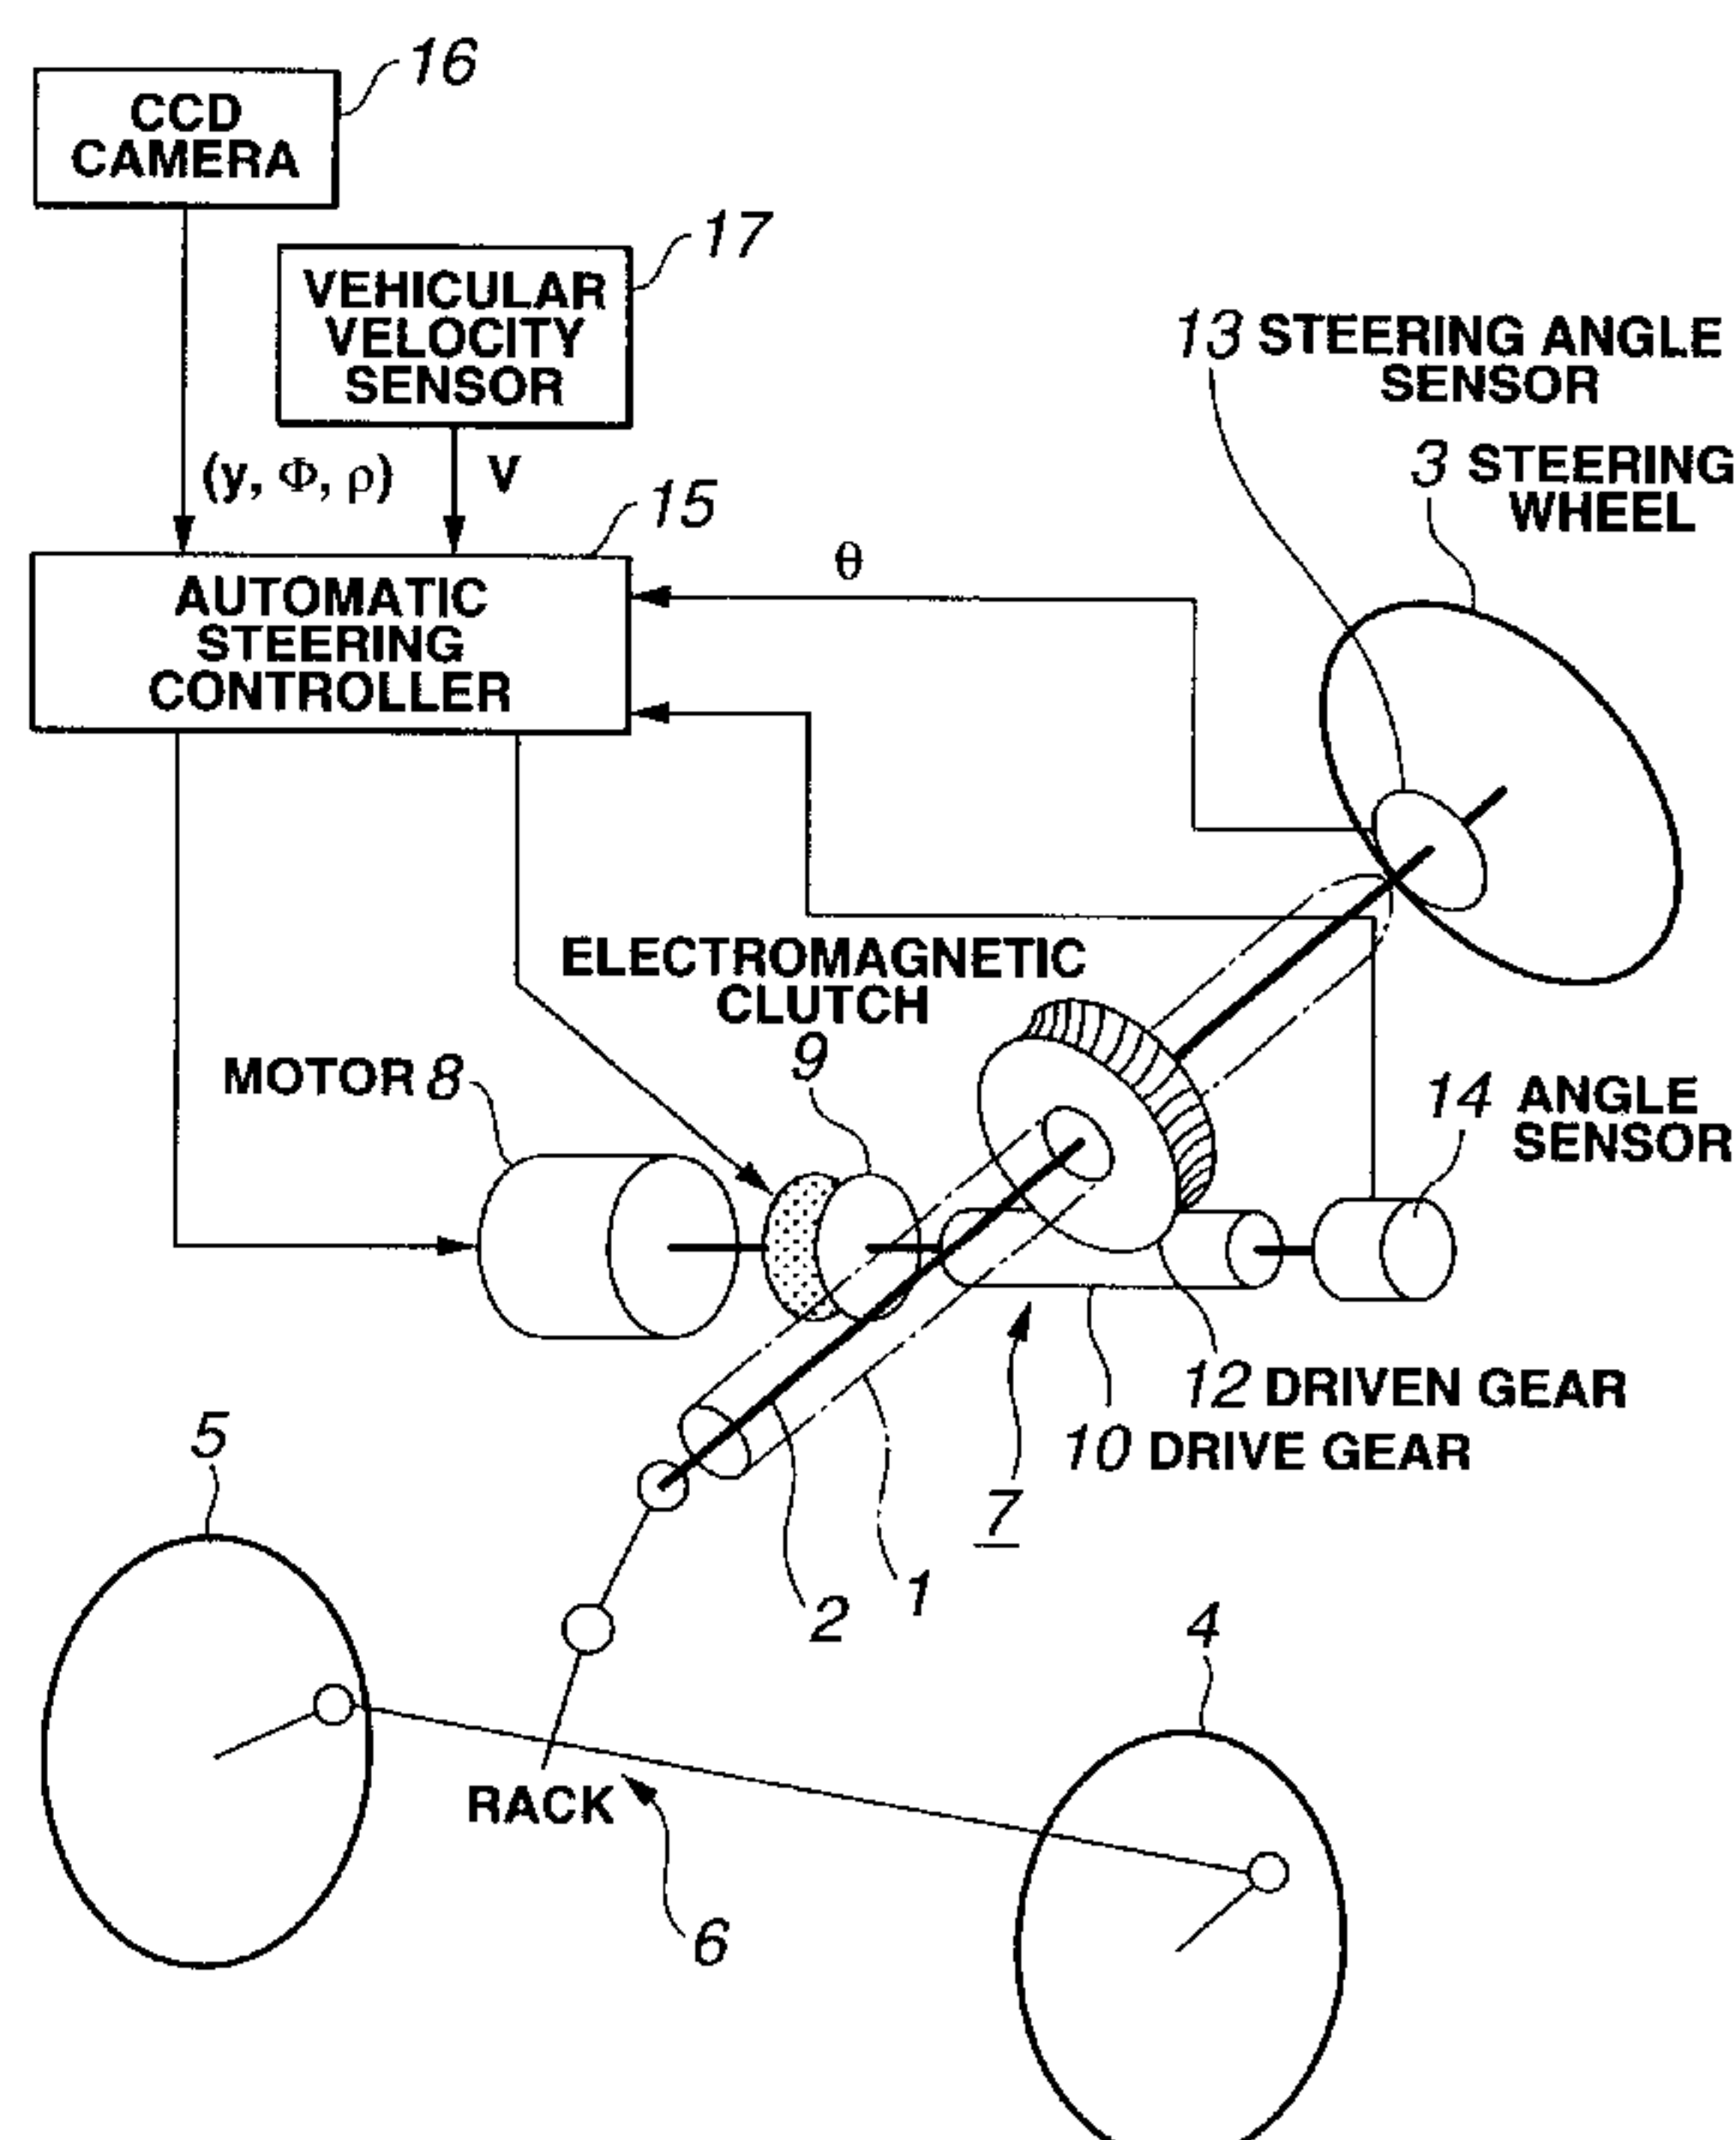 16
CCD
CAMERA
17
VEHICULAR
VELOCITY
SENSOR
13 STEERING ANGLE
SENSOR
3 STEERING
WHEEL
(y, Φ, ρ)
V
15
θ
AUTOMATIC
STEERING
CONTROLLER
ELECTROMAGNETIC
CLUTCH
9
MOTOR 8
14 ANGLE
SENSOR
12 DRIVEN GEAR
10 DRIVE GEAR
7
1
2
5
4
RACK
6